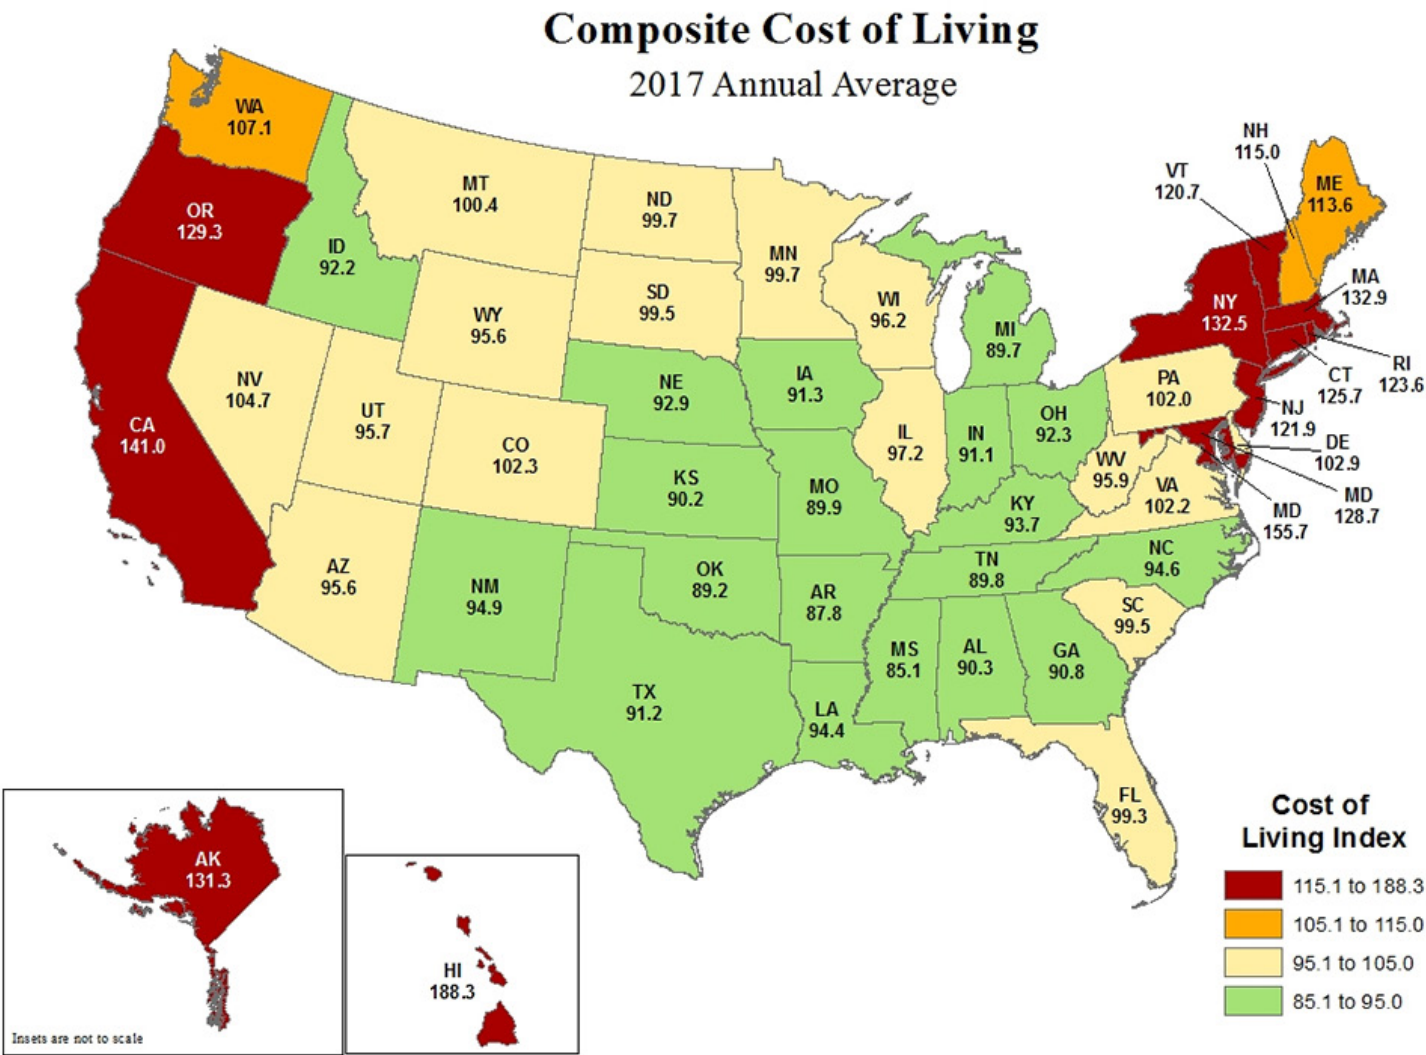 Composite Cost of Living
2017 Annual Average
WA
107.1
OR
129.3
CA
141.0
ID
92.2
NV
104.7
MT
100.4
WY
95.6
UT
95.7
CO
102.3
AZ
95.6
NM
94.9
ND
99.7
SD
99.5
NE
92.9
KS
90.2
OK
89.2
TX
91.2
MN
99.7
IA
91.3
MO
89.9
AR
87.8
LA
94.4
WI
96.2
IL
97.2
MI
89.7
IN
91.1
OH
92.3
KY
93.7
TN
89.8
MS
85.1
AL
90.3
GA
90.8
FL
99.3
SC
99.5
NC
94.6
VA
102.2
WV
95.9
PA
102.0
NY
132.5
VT
120.7
NH
115.0
ME
113.6
MA
132.9
RI
123.6
CT
125.7
NJ
121.9
DE
102.9
MD
128.7
MD
155.7
AK
131.3
Insets are not to scale
HI
188.3
Cost of
Living Index
115.1 to 188.3
105.1 to 115.0
95.1 to 105.0
85.1 to 95.0